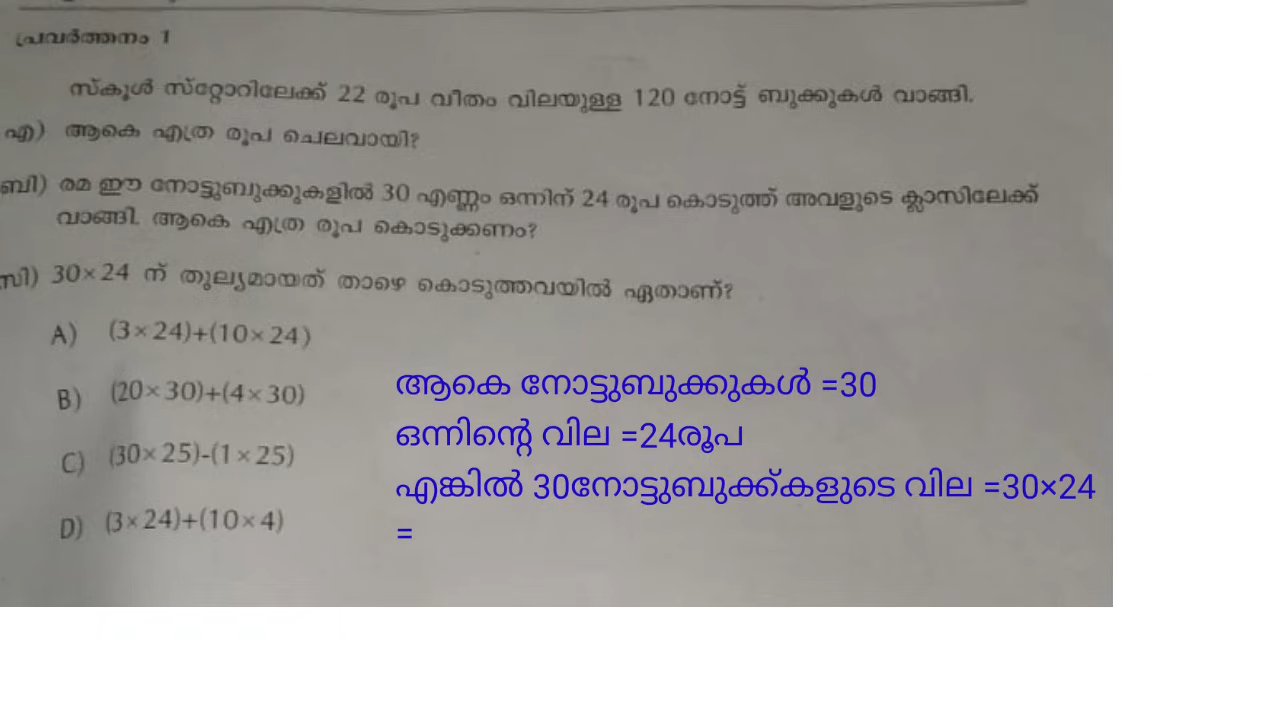 പ്രവർത്തനം 1
സ്കൂൾ സ്റ്റോറിലേക്ക് 22 രൂപ വീതം വിലയുള്ള 120 നോട്ട് ബുക്കുകൾ വാങ്ങി.
എ) ആകെ എത്ര രൂപ ചെലവായി?
ബി) രമ ഈ നോട്ടുബുക്കുകളിൽ 30 എണ്ണം ഒന്നിന് 24 രൂപ കൊടുത്ത് അവളുടെ ക്ലാസിലേക്ക്
വാങ്ങി. ആകെ എത്ര രൂപ കൊടുക്കണം?
സി) 30×24 ന് തുല്യമായത് താഴെ കൊടുത്തവയിൽ ഏതാണ്?
A) (3×24)+(10×24)
B) (20×30)+(4×30)
C) (30×25)-(1×25)
D) (3×24)+(10×4)
ആകെ നോട്ടുബുക്കുകൾ =30
ഒന്നിന്റെ വില =24രൂപ
എങ്കിൽ 30നോട്ടുബുക്ക്കളുടെ വില =30×24
=